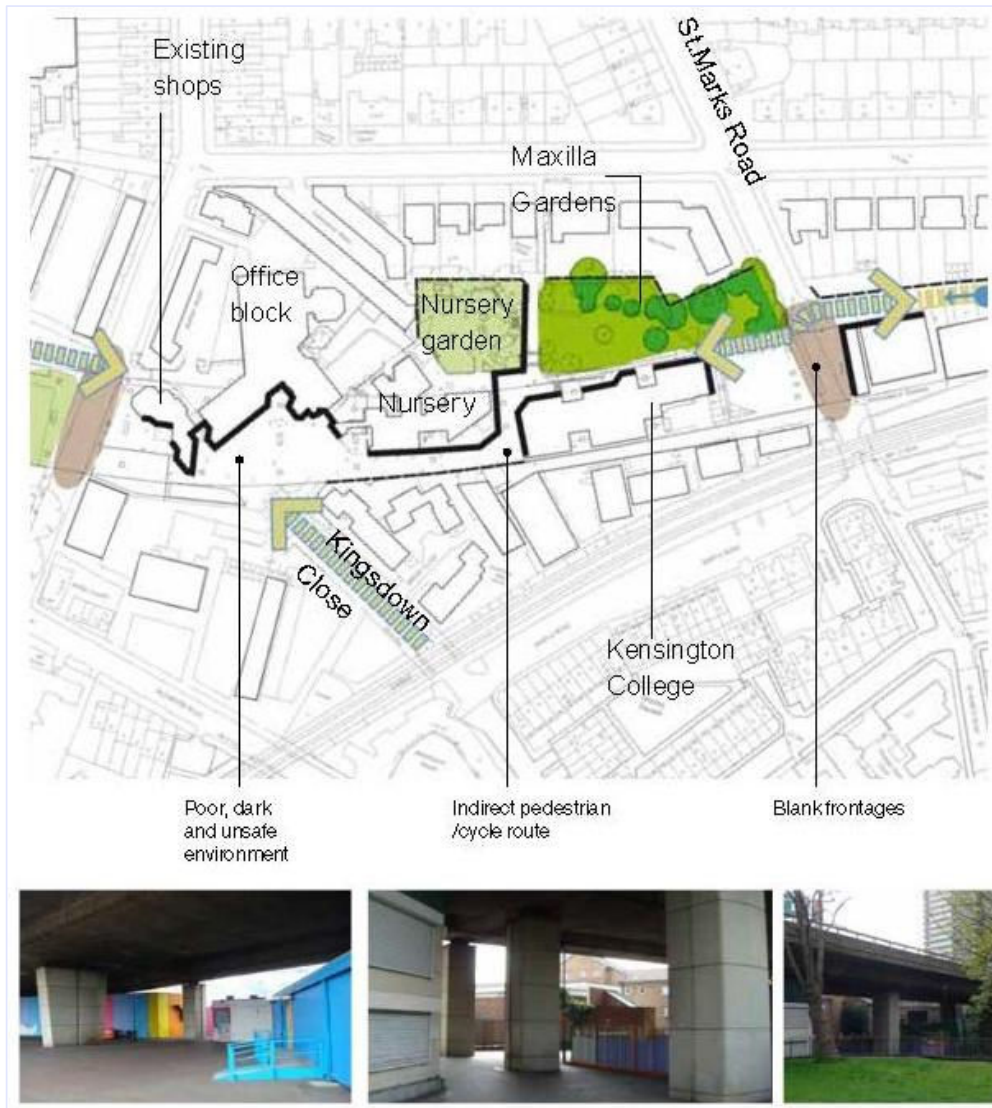 Existing
shops
St.Marks Road
Maxilla
Gardens
Office
block
Nursery
garden
Nursery
Kingsdown
Close
Kensington
College
Poor, dark
and unsafe
environment
Indirect pedestrian
/cycle route
Blank frontages